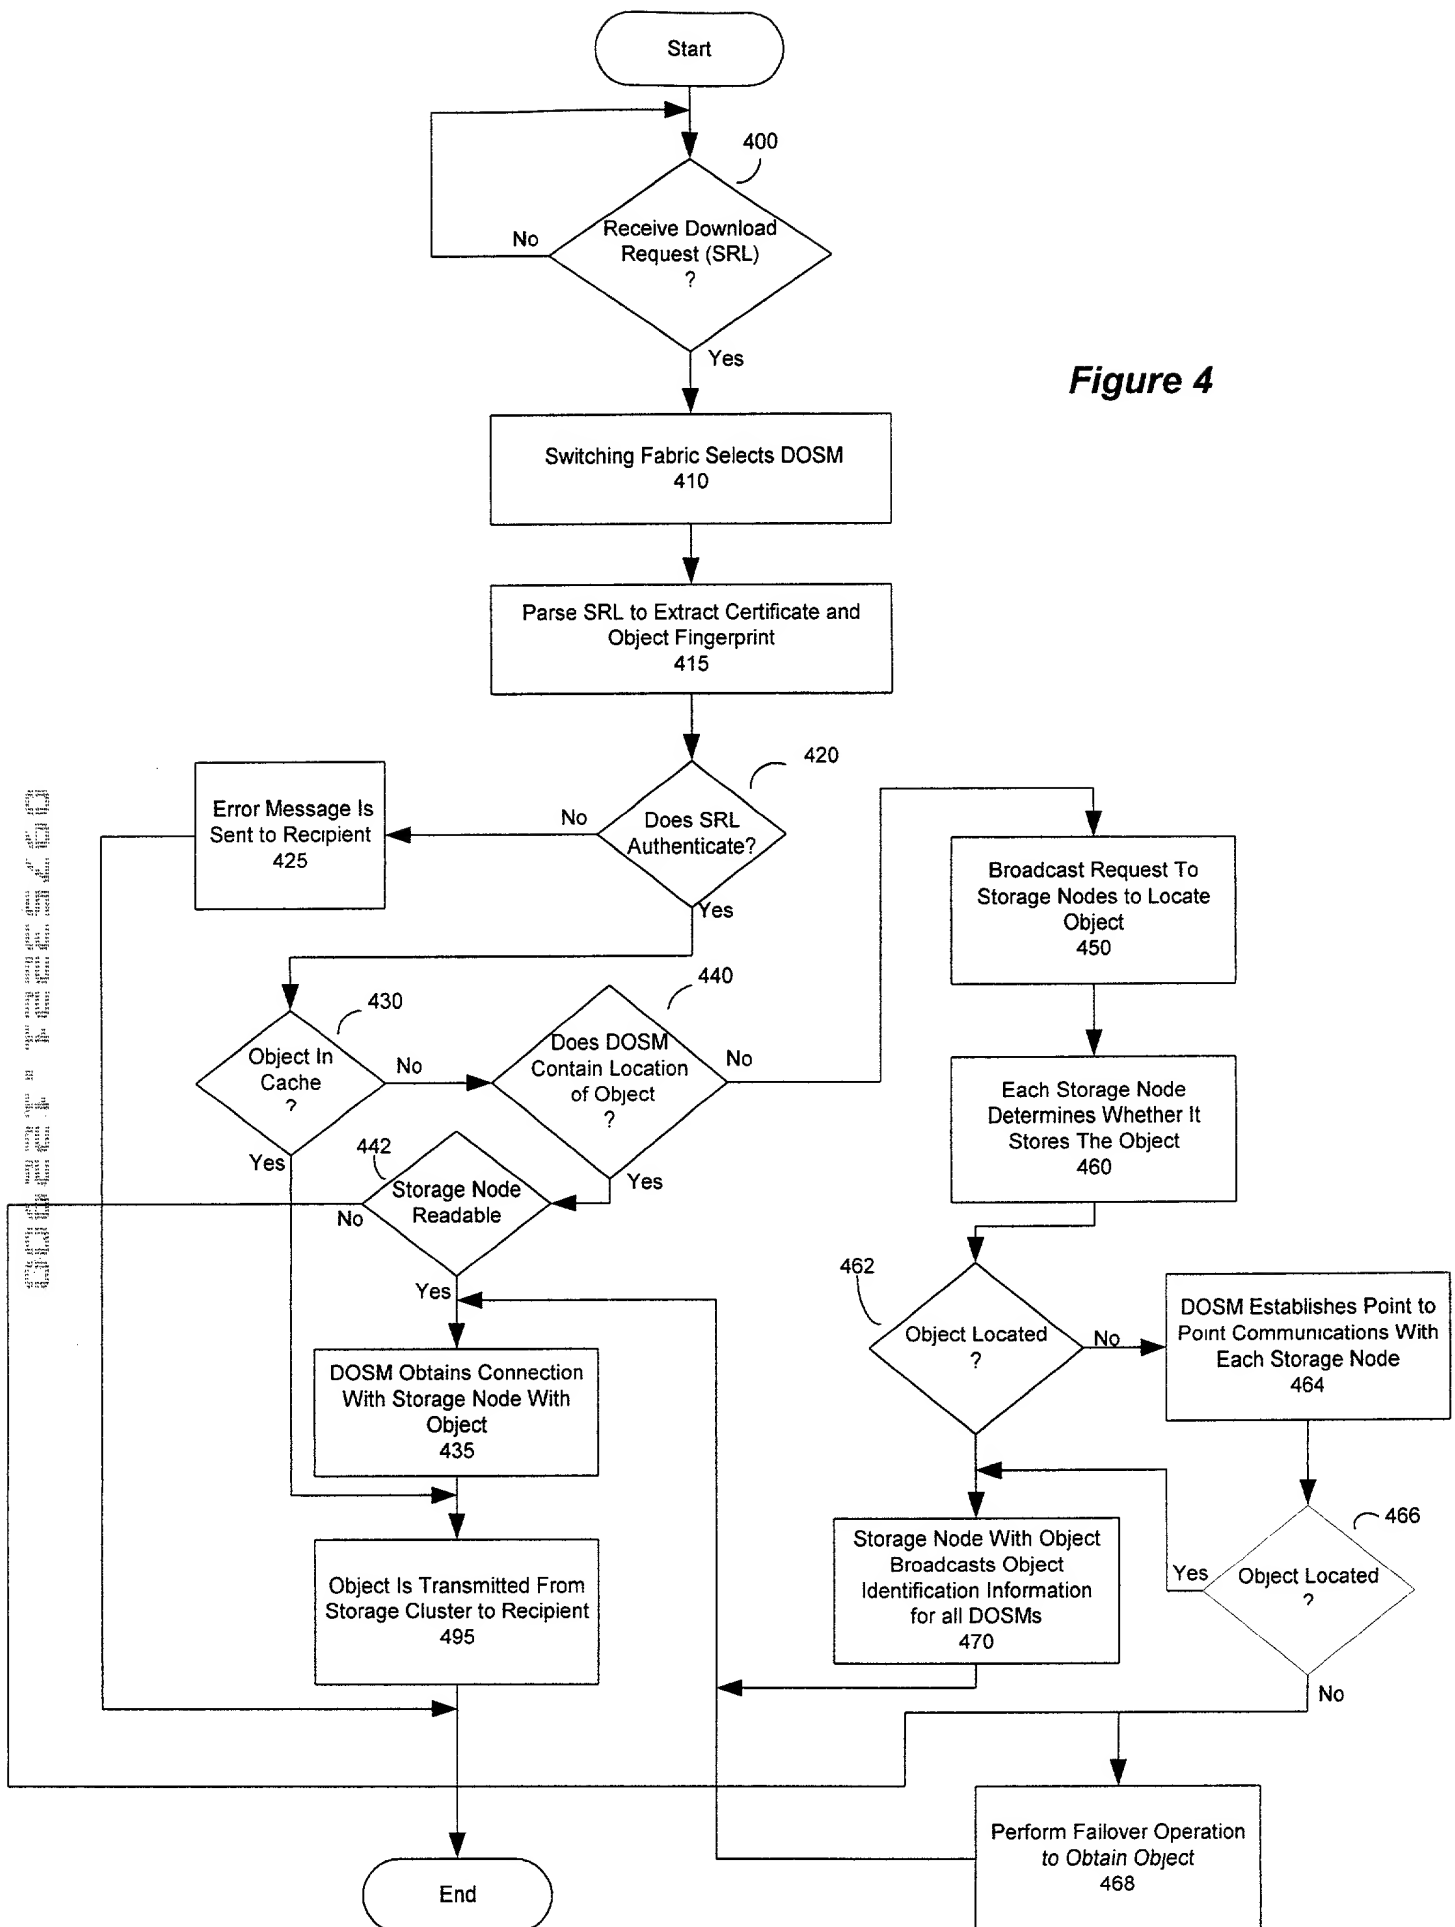 Start
400
Receive Download
Request (SRL)
?
No
Yes
Figure 4
Switching Fabric Selects DOSM
410
Parse SRL to Extract Certificate and
Object Fingerprint
415
420
Does SRL
Authenticate?
No
Yes
Error Message Is
Sent to Recipient
425
Broadcast Request To
Storage Nodes to Locate
Object
450
430
Object In
Cache
?
No
Yes
440
Does DOSM
Contain Location
of Object
?
No
Yes
Each Storage Node
Determines Whether It
Stores The Object
460
442
Storage Node
Readable
No
Yes
462
Object Located
?
No
DOSM Establishes Point to
Point Communications With
Each Storage Node
464
DOSM Obtains Connection
With Storage Node With
Object
435
466
Object Located
?
Yes
No
Storage Node With Object
Broadcasts Object
Identification Information
for all DOSMs
470
Object Is Transmitted From
Storage Cluster to Recipient
495
Perform Failover Operation
to Obtain Object
468
End